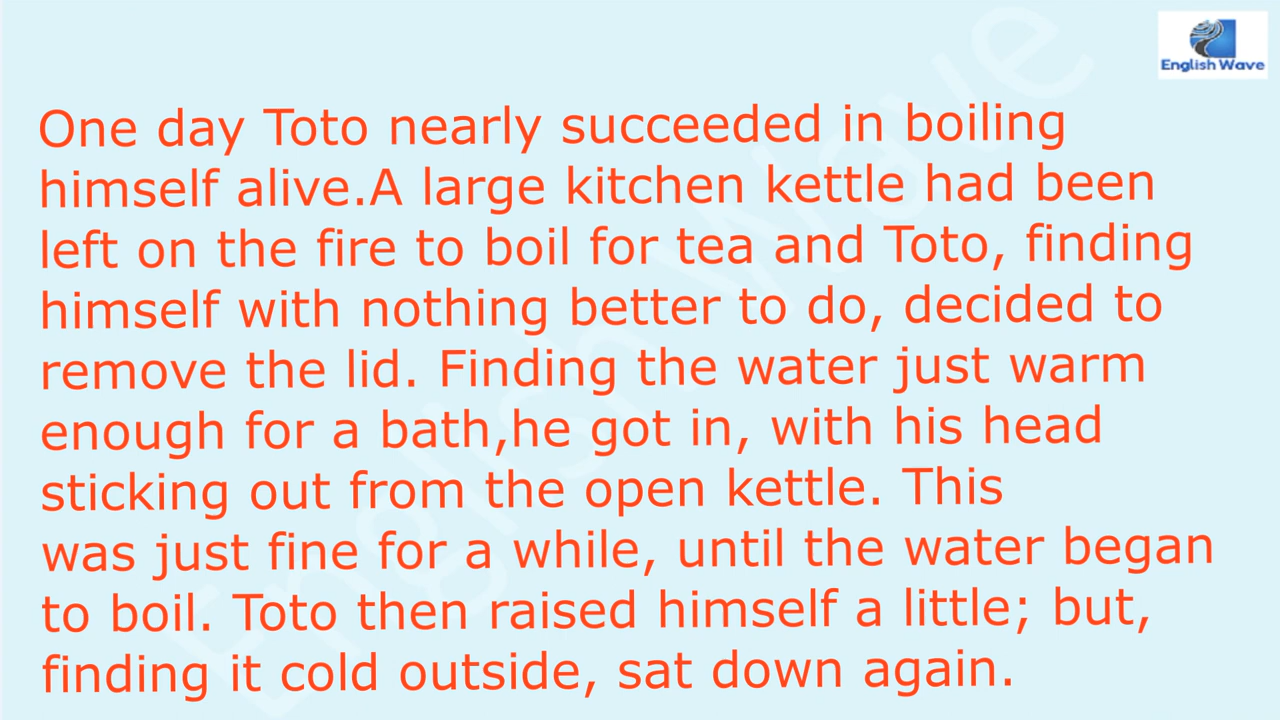 English Wave
One day Toto nearly succeeded in boiling
himself alive.A large kitchen kettle had been
left on the fire to boil for tea and Toto, finding
himself with nothing better to do, decided to
remove the lid. Finding the water just warm
enough for a bath,he got in, with his head
sticking out from the open kettle. This
was just fine for a while, until the water began
to boil. Toto then raised himself a little; but,
finding it cold outside, sat down again.
English Wave